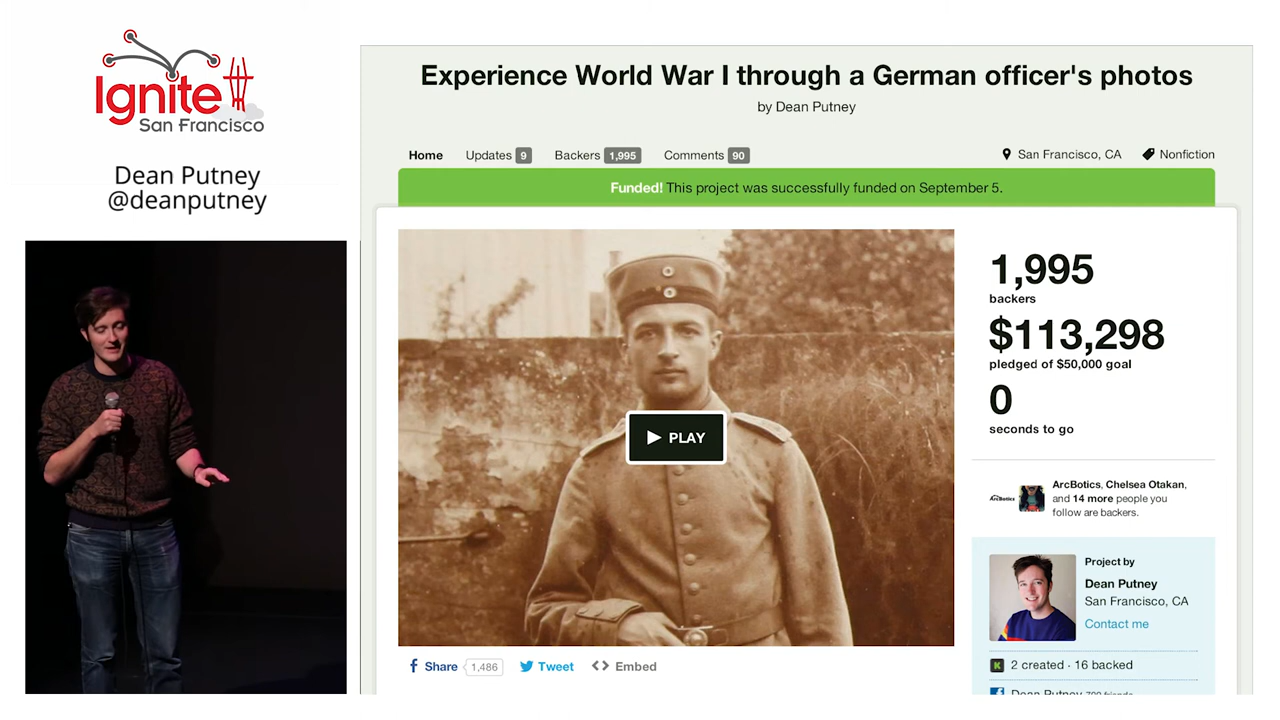 Ignite
San Francisco
Dean Putney
@deanputney
Experience World War I through a German officer's photos
by Dean Putney
Home Updates 9 Backers 1,995 Comments 90 San Francisco, CA Nonfiction
Funded! This project was successfully funded on September 5.
1,995
backers
$113,298
pledged of $50,000 goal
0
seconds to go
PLAY
ArcBotics ArcBotics, Chelsea Otakan,
and 14 more people you
follow are backers.
Project by
Dean Putney
San Francisco, CA
Contact me
K 2 created · 16 backed
Dean Putney
Share 1,486 Tweet Embed